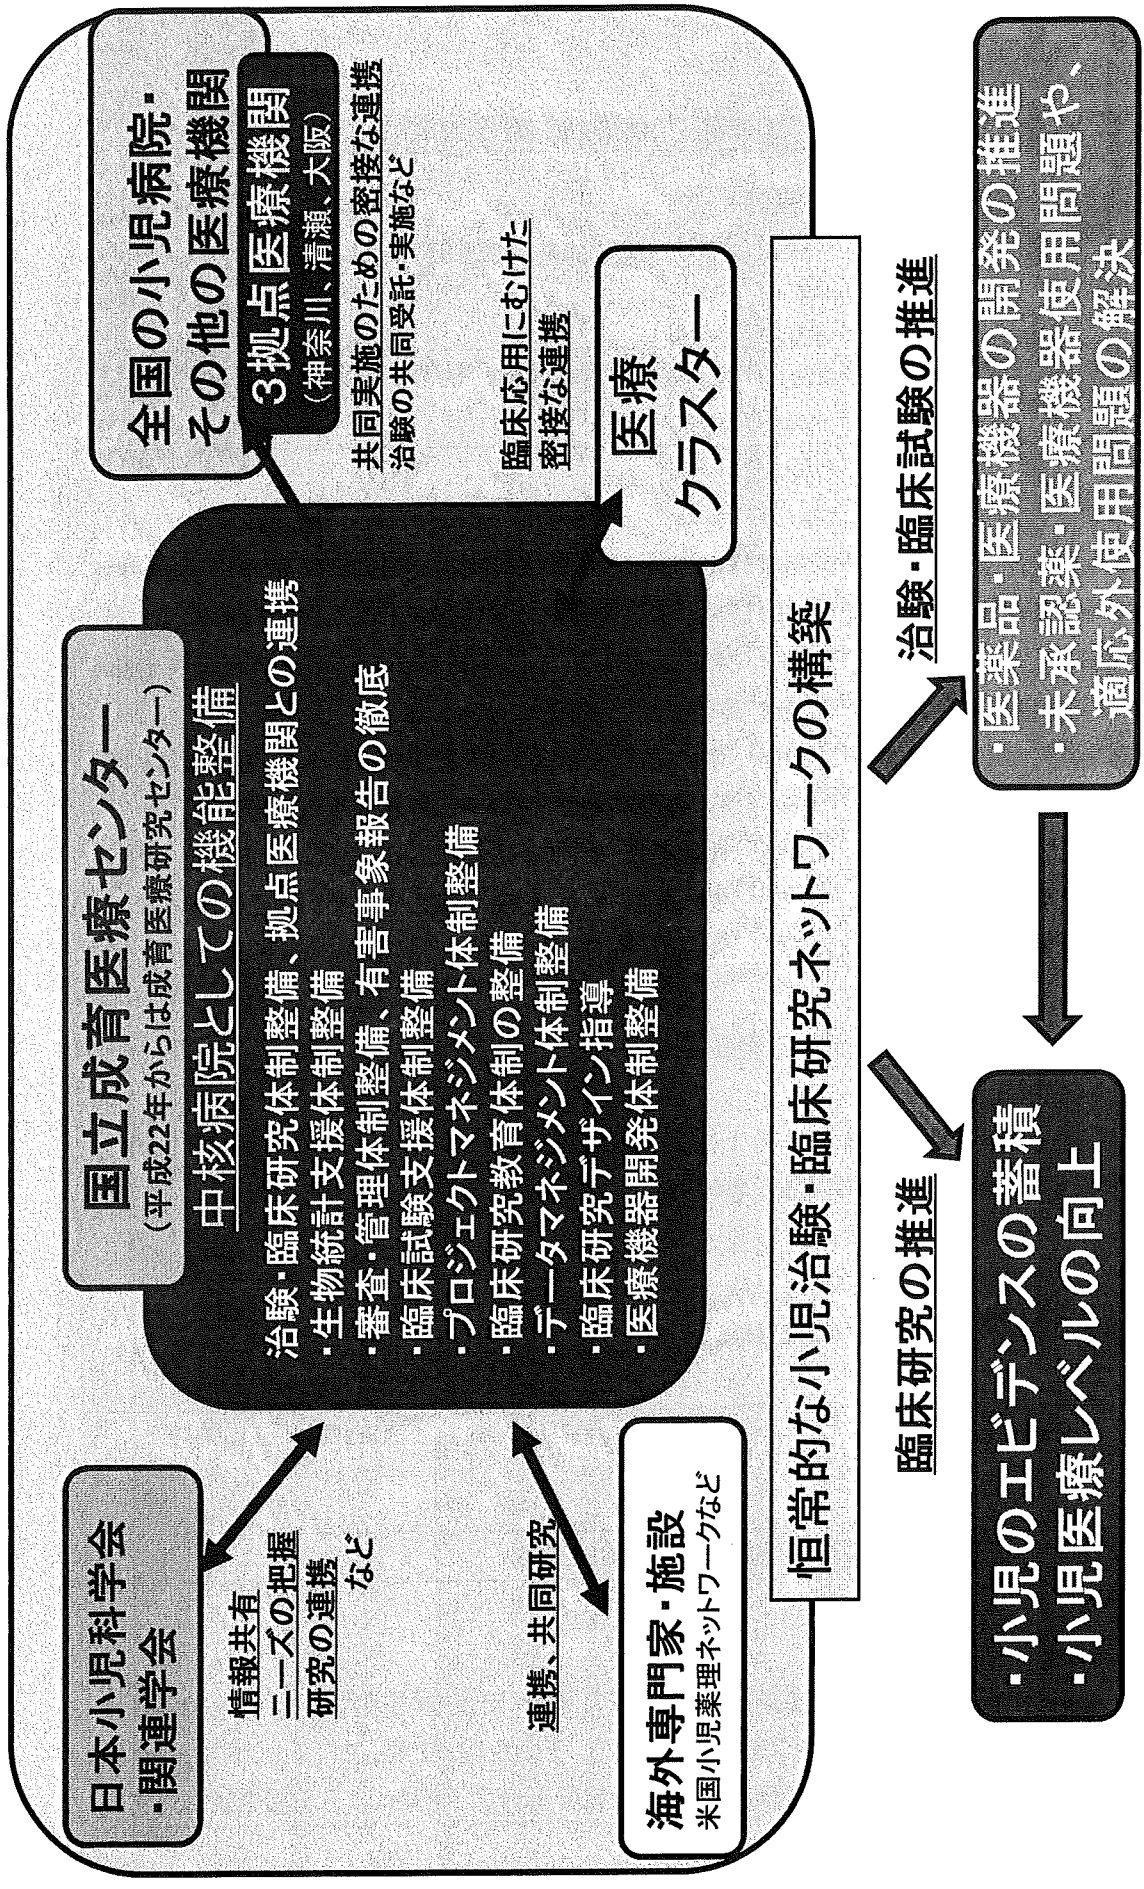 日本小児科学会
・関連学会
情報共有
ニーズの把握
研究の連携
など
連携、共同研究
海外専門家・施設
米国小児薬理ネットワークなど
国立成育医療センター
(平成22年からは成育医療研究センター)
中核病院としての機能整備
治験・臨床研究体制整備、拠点医療機関との連携
・生物統計支援体制整備
・審査・管理体制整備、有害事象報告の徹底
・臨床試験支援体制整備
・プロジェクトマネジメント体制整備
・臨床研究教育体制の整備
・データマネジメント体制整備
・臨床研究デザイン指導
・医療機器開発体制整備
全国の小児病院・
その他の医療機関
3拠点医療機関
(神奈川、清瀬、大阪)
共同実施のための密接な連携
治験の共同受託・実施など
臨床応用にむけた
密接な連携
医療
クラスター
恒常的な小児治験・臨床研究ネットワークの構築
臨床研究の推進
治験・臨床試験の推進
・小児のエビデンスの蓄積
・小児医療レベルの向上
・医薬品・医療機器の開発の推進
・未承認薬・医療機器使用問題や、
適応外使用問題の解決